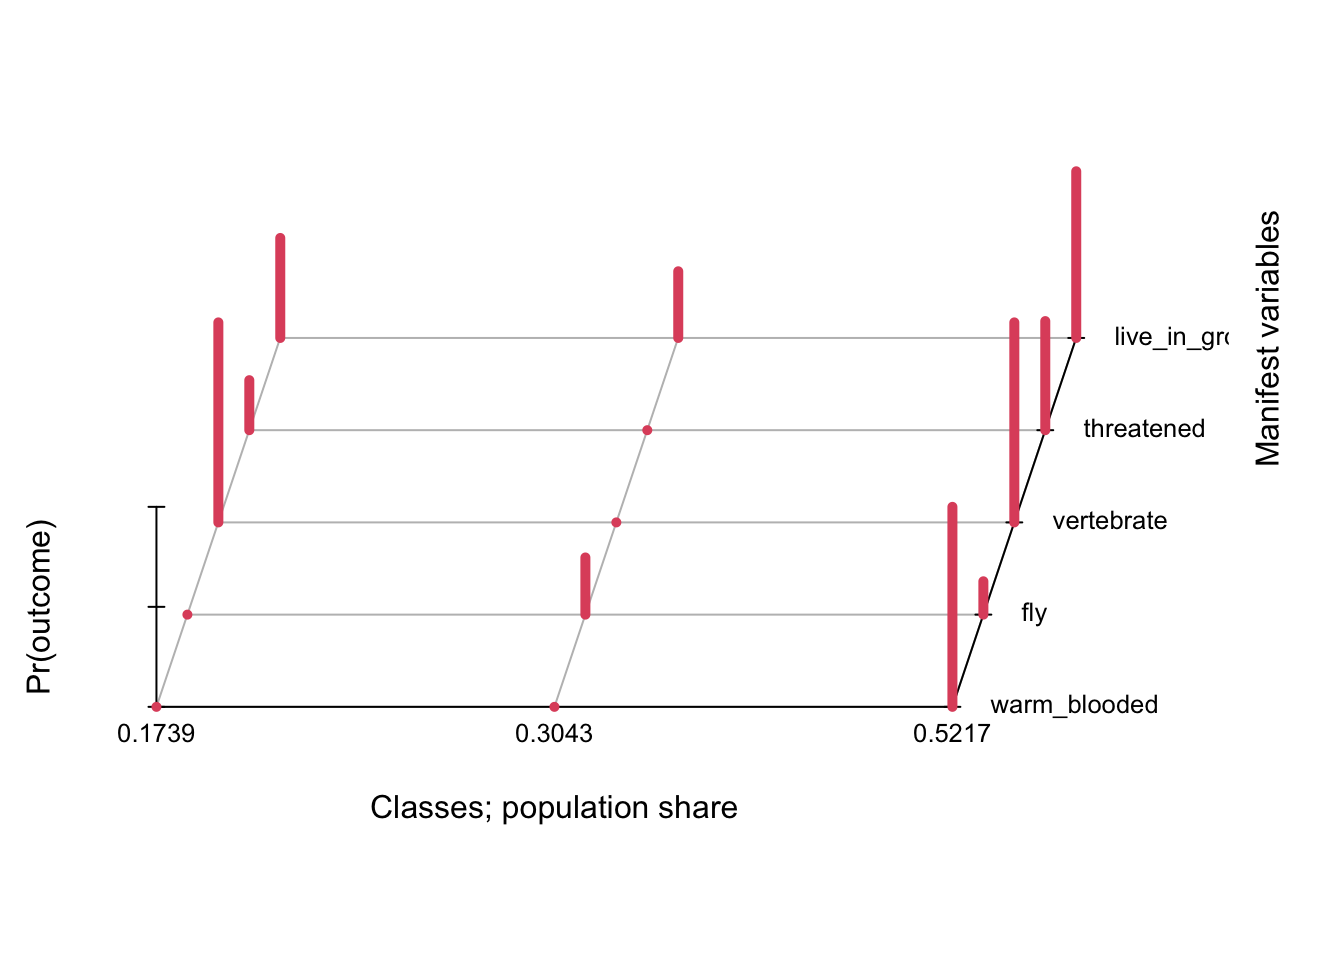 live_in_gro
threatened
vertebrate
fly
warm_blooded
0.1739 0.3043 0.5217
Classes; population share
Pr(outcome)
Manifest variables